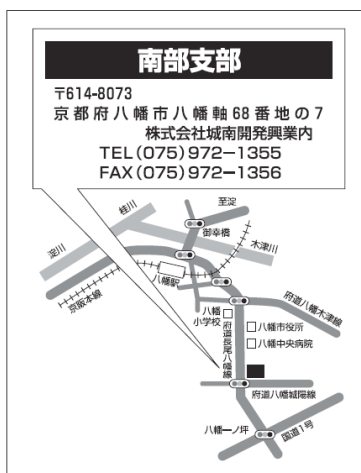 南部支部
〒614-8073
京都府八幡市八幡軸68番地の7
株式会社城南開発興業内
TEL(075)972−1355
FAX(075)972−1356
至淀
桂川
御幸橋
木津川
淀川
八幡駅
京阪本線
八幡
小学校
府道八幡木津線
府道長尾八幡線
八幡市役所
八幡中央病院
府道八幡城陽線
八幡一ノ坪
国道1号